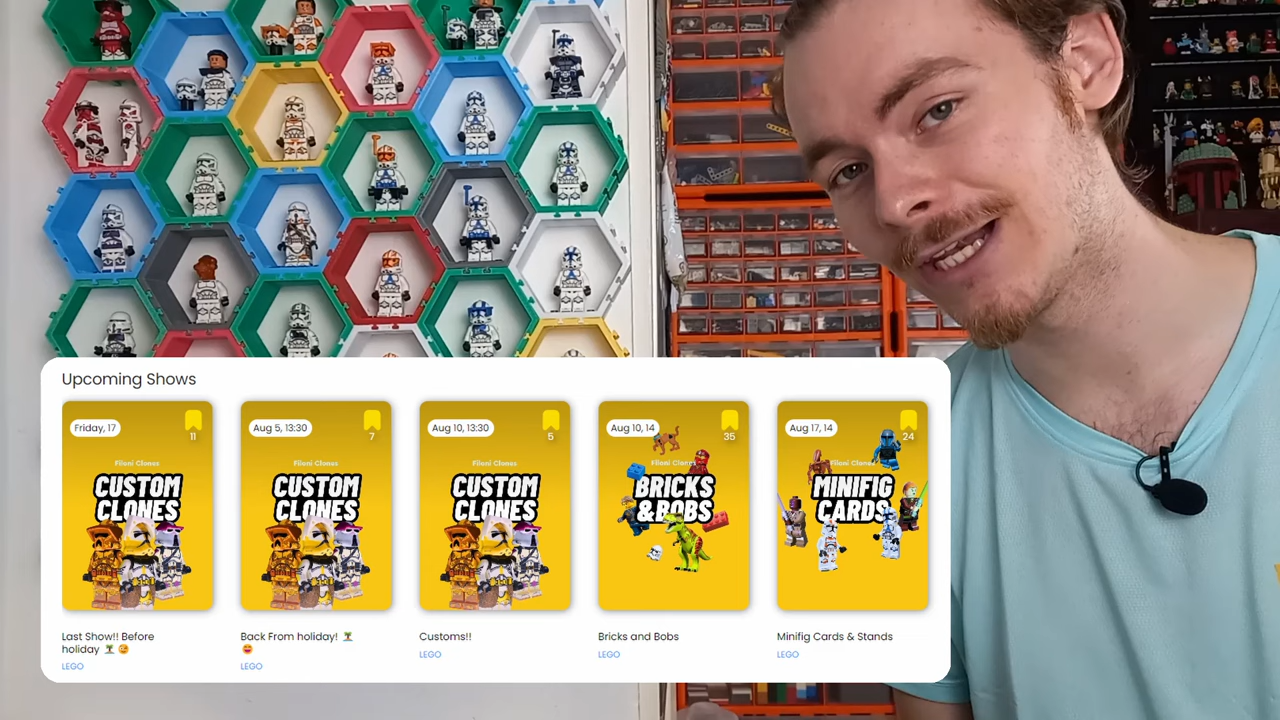 Upcoming Shows
Friday, 17
11
Filoni Clones
CUSTOM
CLONES
Last Show!! Before
holiday 🏝️ 😉
LEGO
Aug 5, 13:30
7
Filoni Clones
CUSTOM
CLONES
Back From holiday! 🏝️
🤩
LEGO
Aug 10, 13:30
5
Filoni Clones
CUSTOM
CLONES
Customs!!
LEGO
Aug 10, 14
35
Filoni Clones
BRICKS
&BOBS
Bricks and Bobs
LEGO
Aug 17, 14
24
Filoni Clones
MINIFIG
CARDS
Minifig Cards & Stands
LEGO